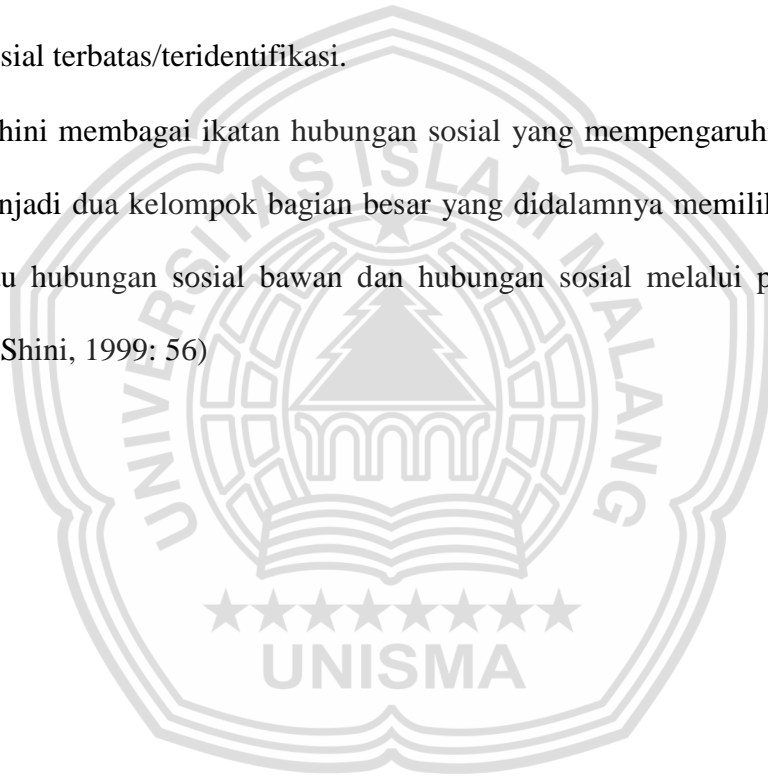 sial terbatas/teridentifikasi.
hini membagai ikatan hubungan sosial yang mempengaruhi
njadi dua kelompok bagian besar yang didalamnya memilik
u hubungan sosial bawan dan hubungan sosial melalui p
Shini, 1999: 56)
UNIVERSITAS ISLAM MALANG
UNISMA